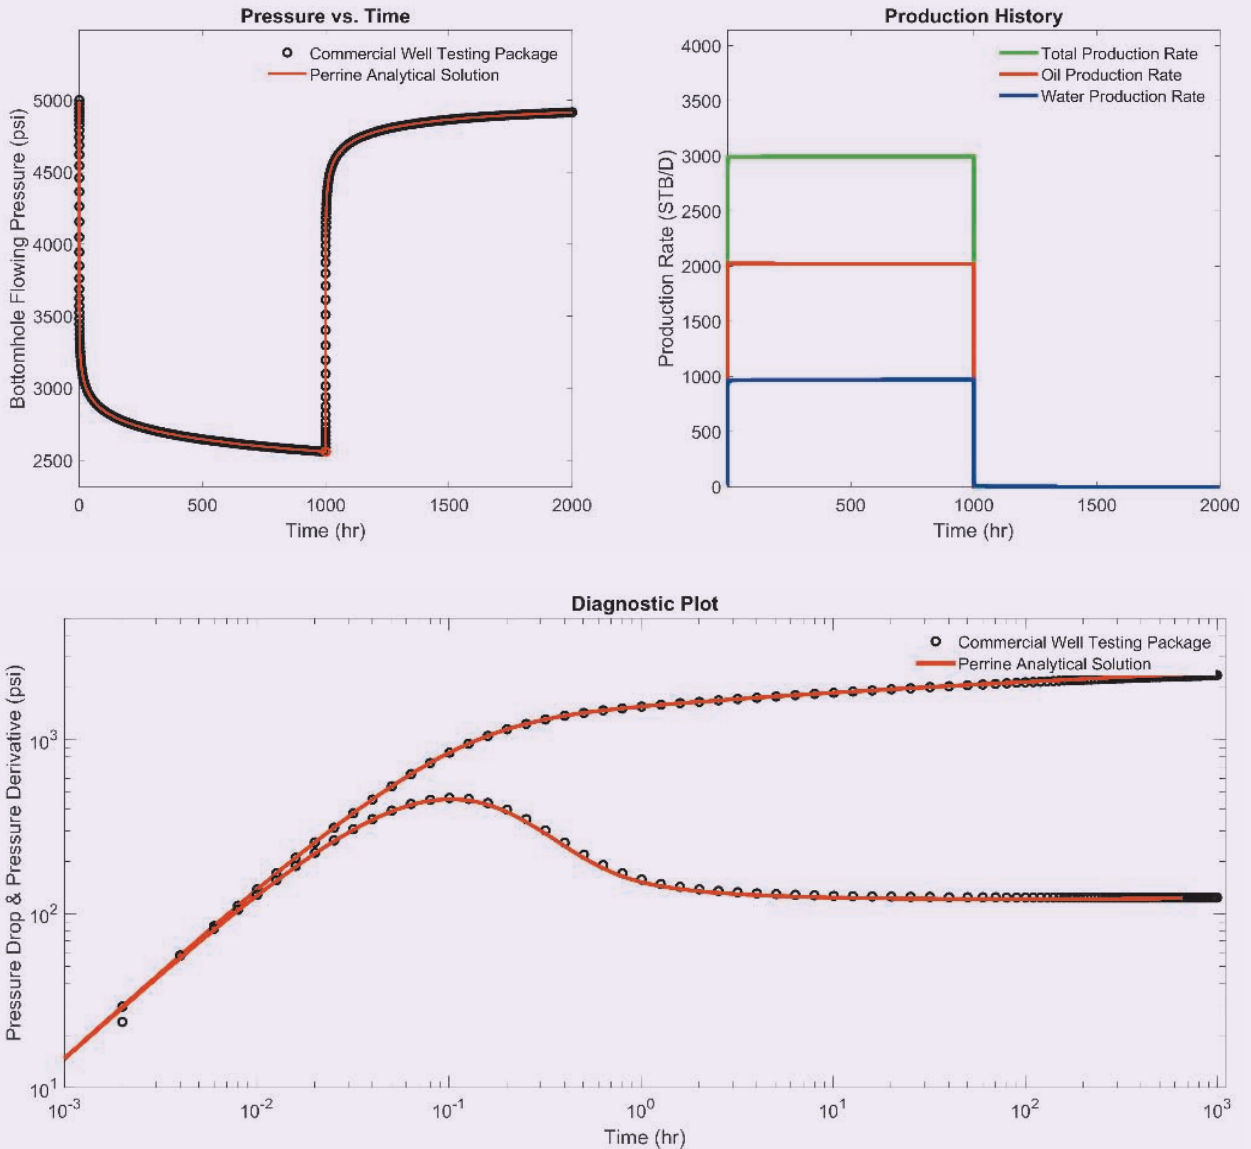 Pressure vs. Time
Commercial Well Testing Package
Perrine Analytical Solution
Bottomhole Flowing Pressure (psi)
5000
4500
4000
3500
3000
2500
0 500 1000 1500 2000
Time (hr)
Production History
Total Production Rate
Oil Production Rate
Water Production Rate
Production Rate (STB/D)
4000
3500
3000
2500
2000
1500
1000
500
0
500 1000 1500 2000
Time (hr)
Diagnostic Plot
Commercial Well Testing Package
Perrine Analytical Solution
Pressure Drop & Pressure Derivative (psi)
10³
10²
10¹
10⁻³ 10⁻² 10⁻¹ 10⁰ 10¹ 10² 10³
Time (hr)